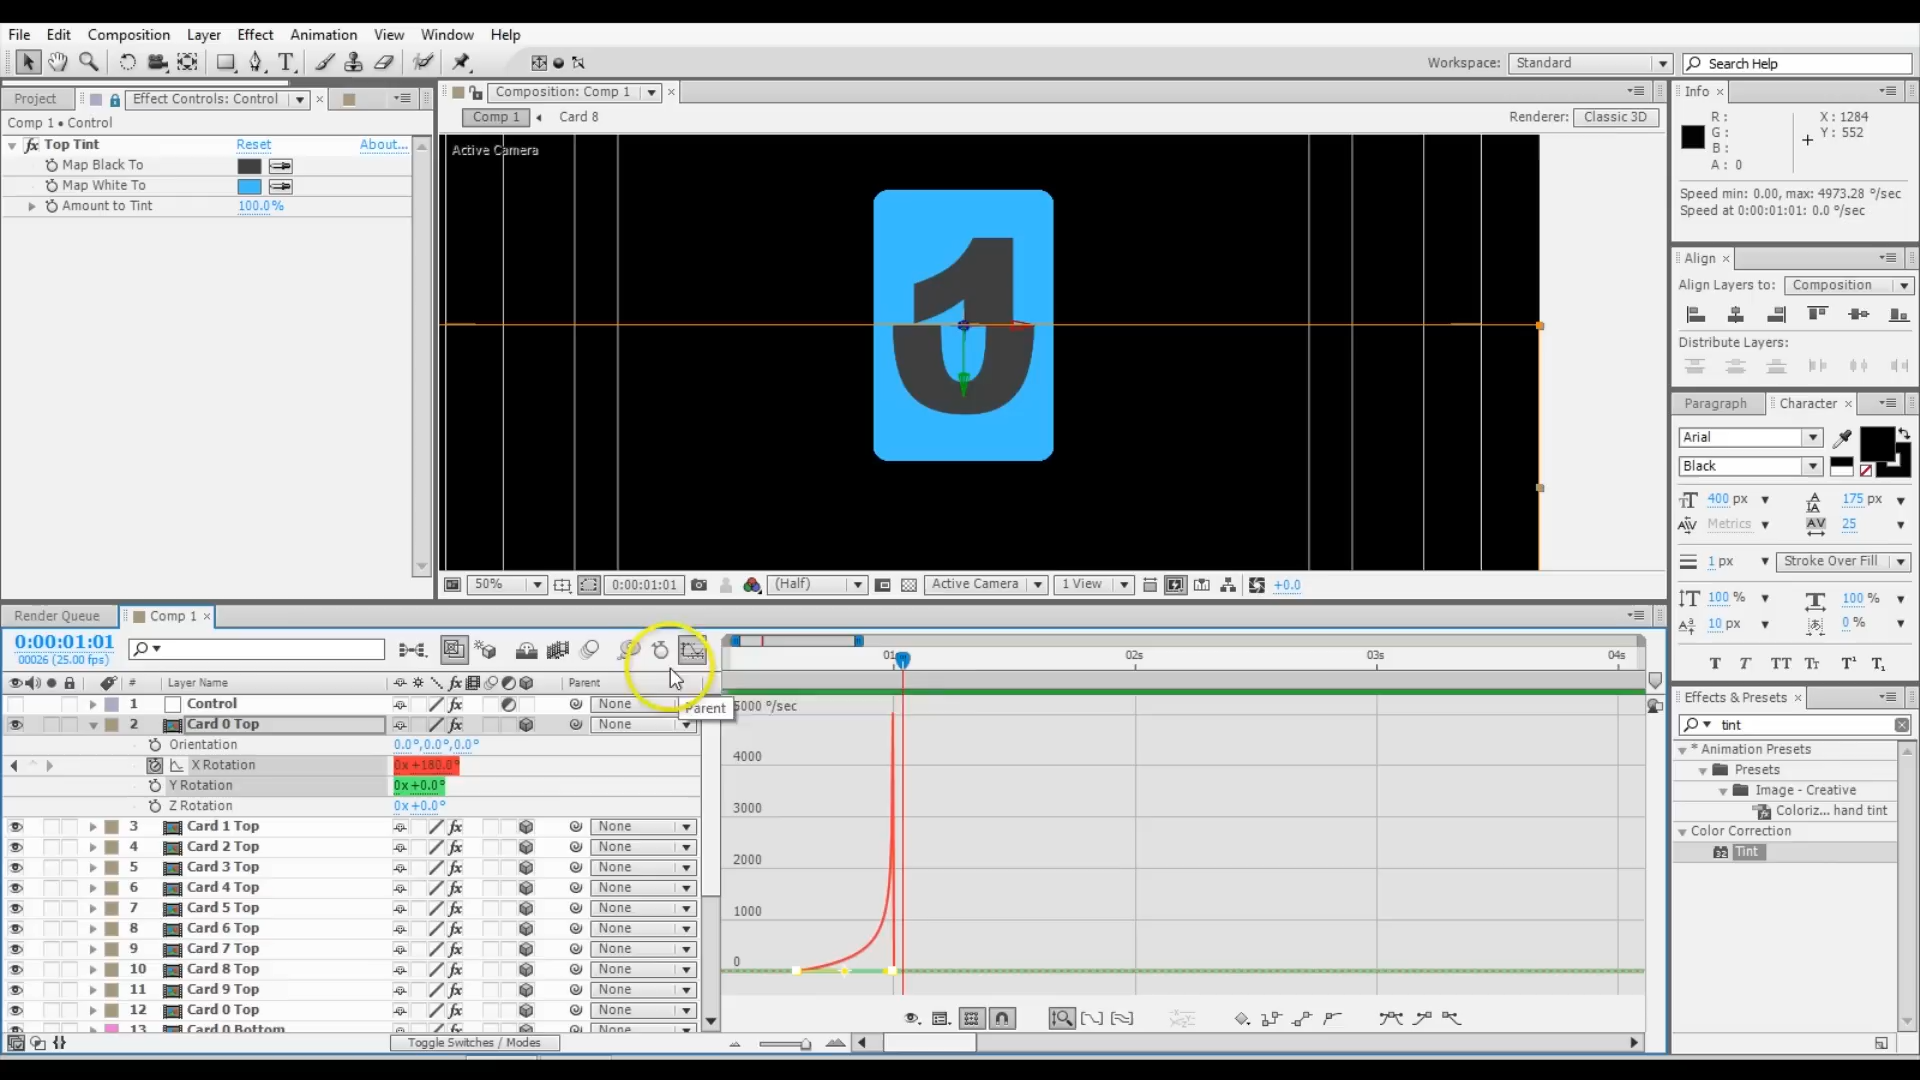 File Edit Composition Layer Effect Animation View Window Help
Workspace: Standard Search Help
Project Effect Controls: Control
Comp 1 • Control
fx Top Tint Reset About...
Map Black To
Map White To
Amount to Tint 100.0%
Composition: Comp 1
Comp 1 Card 8 Renderer: Classic 3D
Active Camera
1
50% 0:00:01:01 (Half) Active Camera 1 View +0.0
Info
R : X : 1284
G : Y : 552
B :
A : 0
Speed min: 0.00, max: 4973.28 °/sec
Speed at 0:00:01:01: 0.0 °/sec
Align
Align Layers to: Composition
Distribute Layers:
Paragraph Character
Arial
Black
400 px 175 px
Metrics 25
1 px Stroke Over Fill
100 % 100 %
10 px 0 %
T T TT Tr T¹ T₁
Effects & Presets
tint
* Animation Presets
Presets
Image - Creative
Coloriz... hand tint
Color Correction
Tint
Render Queue Comp 1
0:00:01:01
00026 (25.00 fps)
01 02s 03s 04s
# Layer Name Parent
1 Control None
Parent
2 Card 0 Top None
Orientation 0.0°,0.0°,0.0°
X Rotation 0x +180.0°
Y Rotation 0x +0.0°
Z Rotation 0x +0.0°
3 Card 1 Top None
4 Card 2 Top None
5 Card 3 Top None
6 Card 4 Top None
7 Card 5 Top None
8 Card 6 Top None
9 Card 7 Top None
10 Card 8 Top None
11 Card 9 Top None
12 Card 0 Top None
13 Card 0 Bottom None
5000 °/sec
4000
3000
2000
1000
0
Toggle Switches / Modes